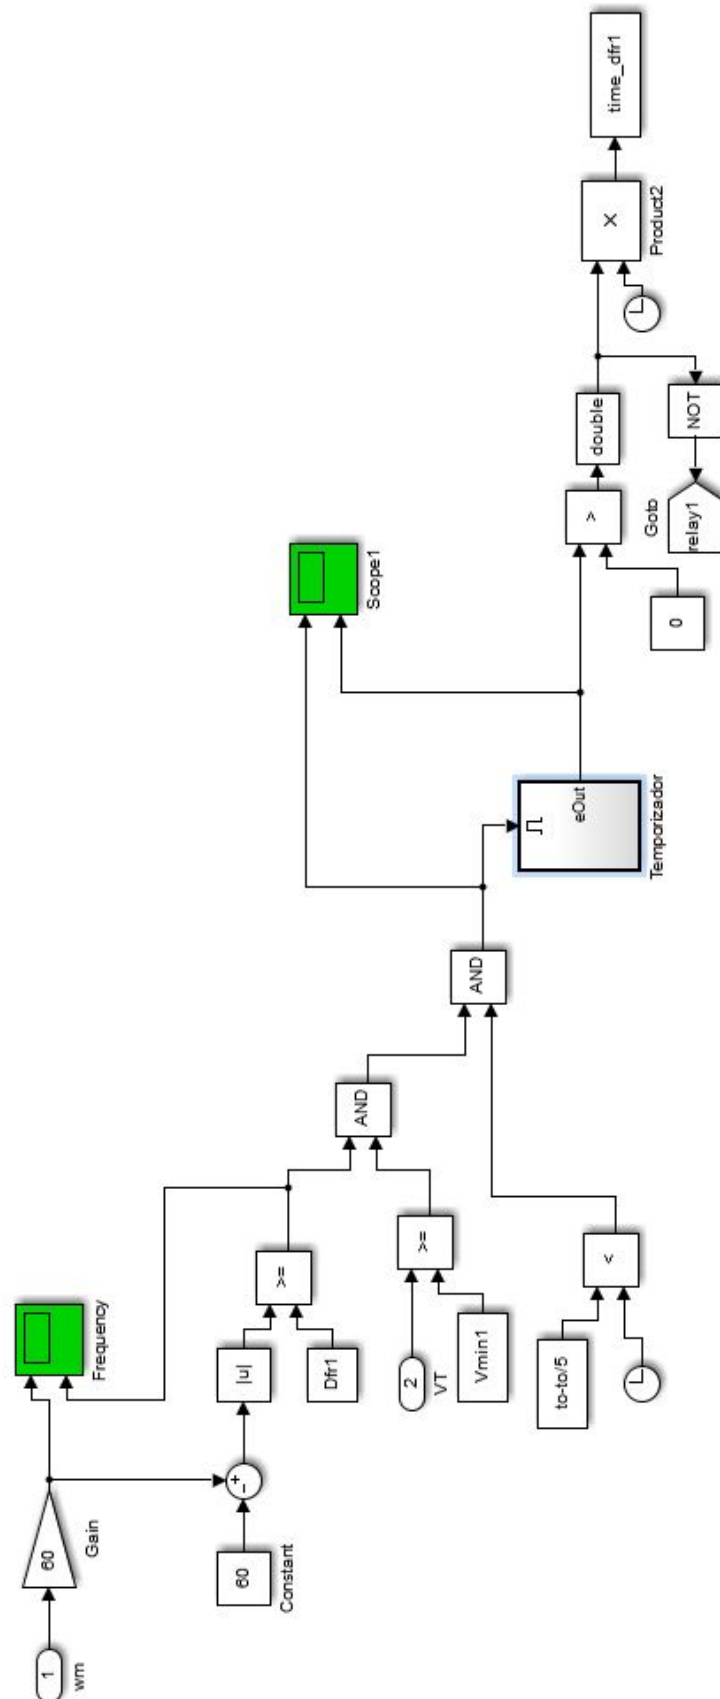 1
wm
60
Gain
Frequency
60
Constant
|u|
Dfr1
>=
2
VT
Vmin1
>=
to-to/5
<
AND
AND
eOut
Temporizador
Scope1
0
>
double
NOT
relay1
Goto
×
Product2
time_dfr1